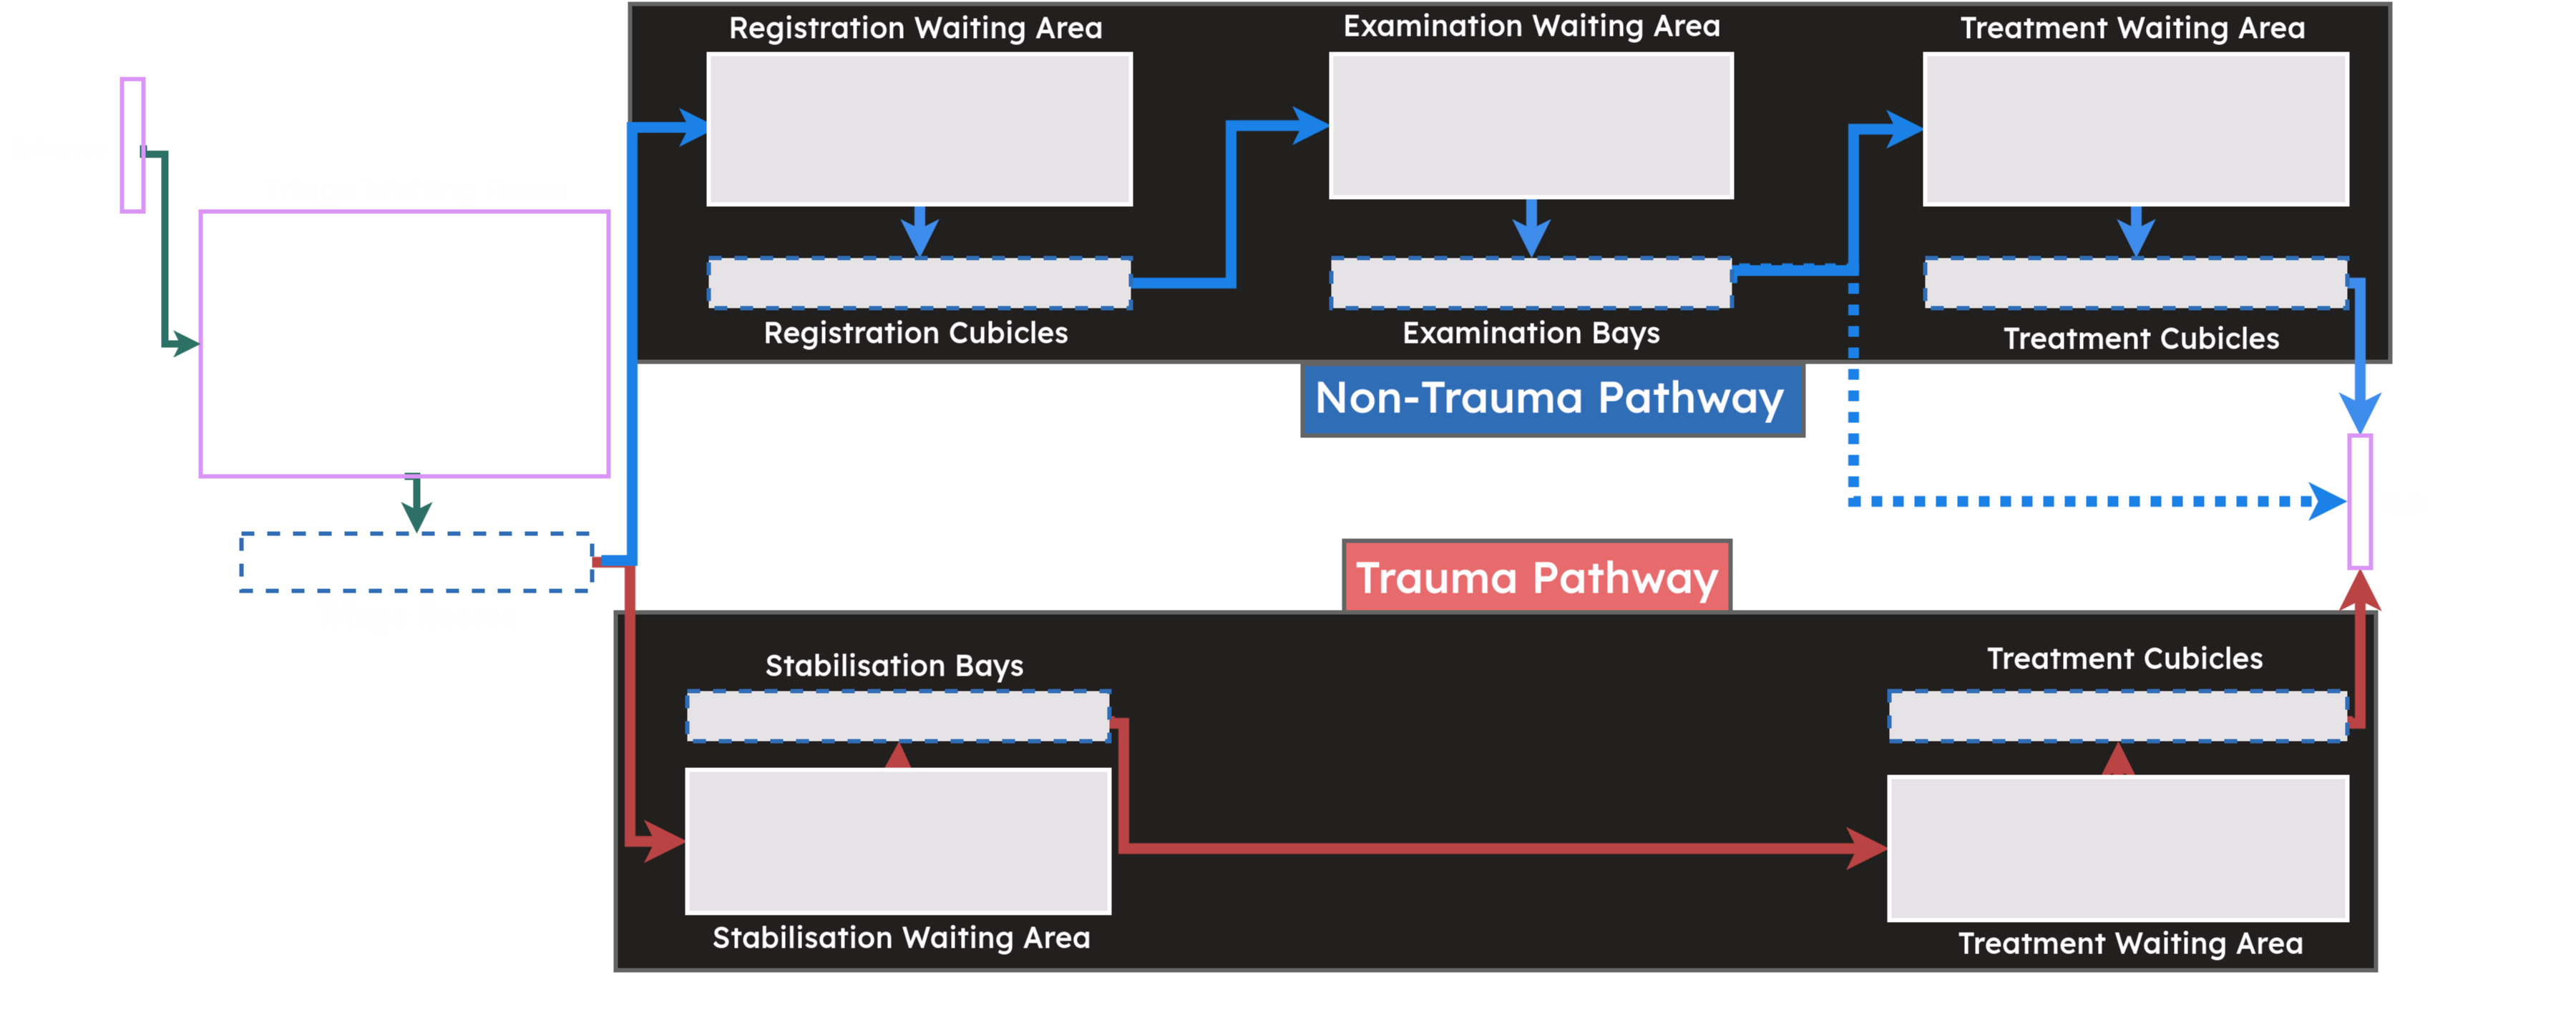 Registration Waiting Area
Examination Waiting Area
Treatment Waiting Area
Registration Cubicles
Examination Bays
Treatment Cubicles
Non-Trauma Pathway
Trauma Pathway
Stabilisation Bays
Treatment Cubicles
Stabilisation Waiting Area
Treatment Waiting Area